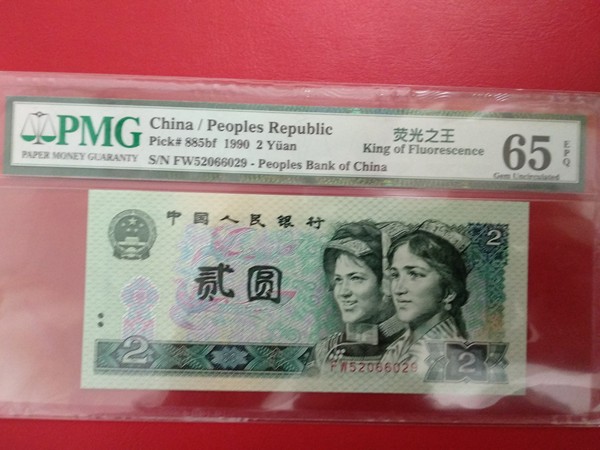 PMG
PAPER MONEY GUARANTY
China / Peoples Republic
Pick# 885bf 1990 2 Yüan
S/N FW52066029 - Peoples Bank of China
荧光之王
King of Fluorescence
65
EPQ
Gem Uncirculated
中国人民银行
2
贰圆
FW52066029
2
2